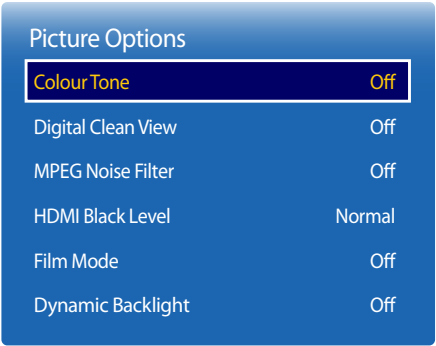 Picture Options
Colour Tone Off
Digital Clean View Off
MPEG Noise Filter Off
HDMI Black Level Normal
Film Mode Off
Dynamic Backlight Off